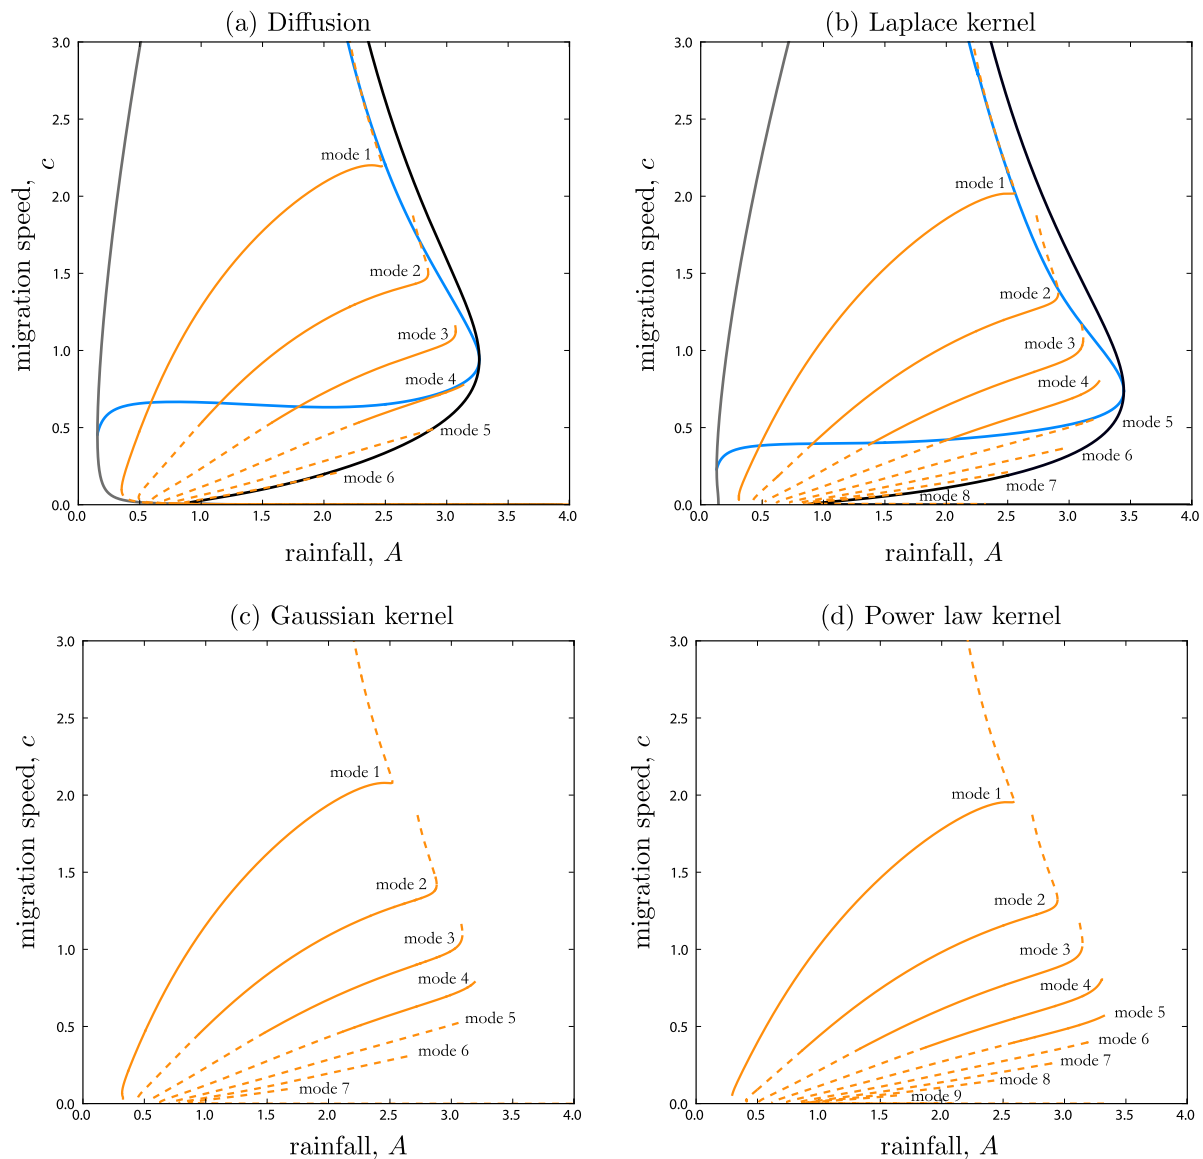 (a) Diffusion
3.0
2.5
2.0
1.5
1.0
0.5
0.0
0.0 0.5 1.0 1.5 2.0 2.5 3.0 3.5 4.0
migration speed, c
rainfall, A
mode 1
mode 2
mode 3
mode 4
mode 5
mode 6
(b) Laplace kernel
3.0
2.5
2.0
1.5
1.0
0.5
0.0
0.0 0.5 1.0 1.5 2.0 2.5 3.0 3.5 4.0
migration speed, c
rainfall, A
mode 1
mode 2
mode 3
mode 4
mode 5
mode 6
mode 7
mode 8
(c) Gaussian kernel
3.0
2.5
2.0
1.5
1.0
0.5
0.0
0.0 0.5 1.0 1.5 2.0 2.5 3.0 3.5 4.0
migration speed, c
rainfall, A
mode 1
mode 2
mode 3
mode 4
mode 5
mode 6
mode 7
(d) Power law kernel
3.0
2.5
2.0
1.5
1.0
0.5
0.0
0.0 0.5 1.0 1.5 2.0 2.5 3.0 3.5 4.0
migration speed, c
rainfall, A
mode 1
mode 2
mode 3
mode 4
mode 5
mode 6
mode 7
mode 8
mode 9